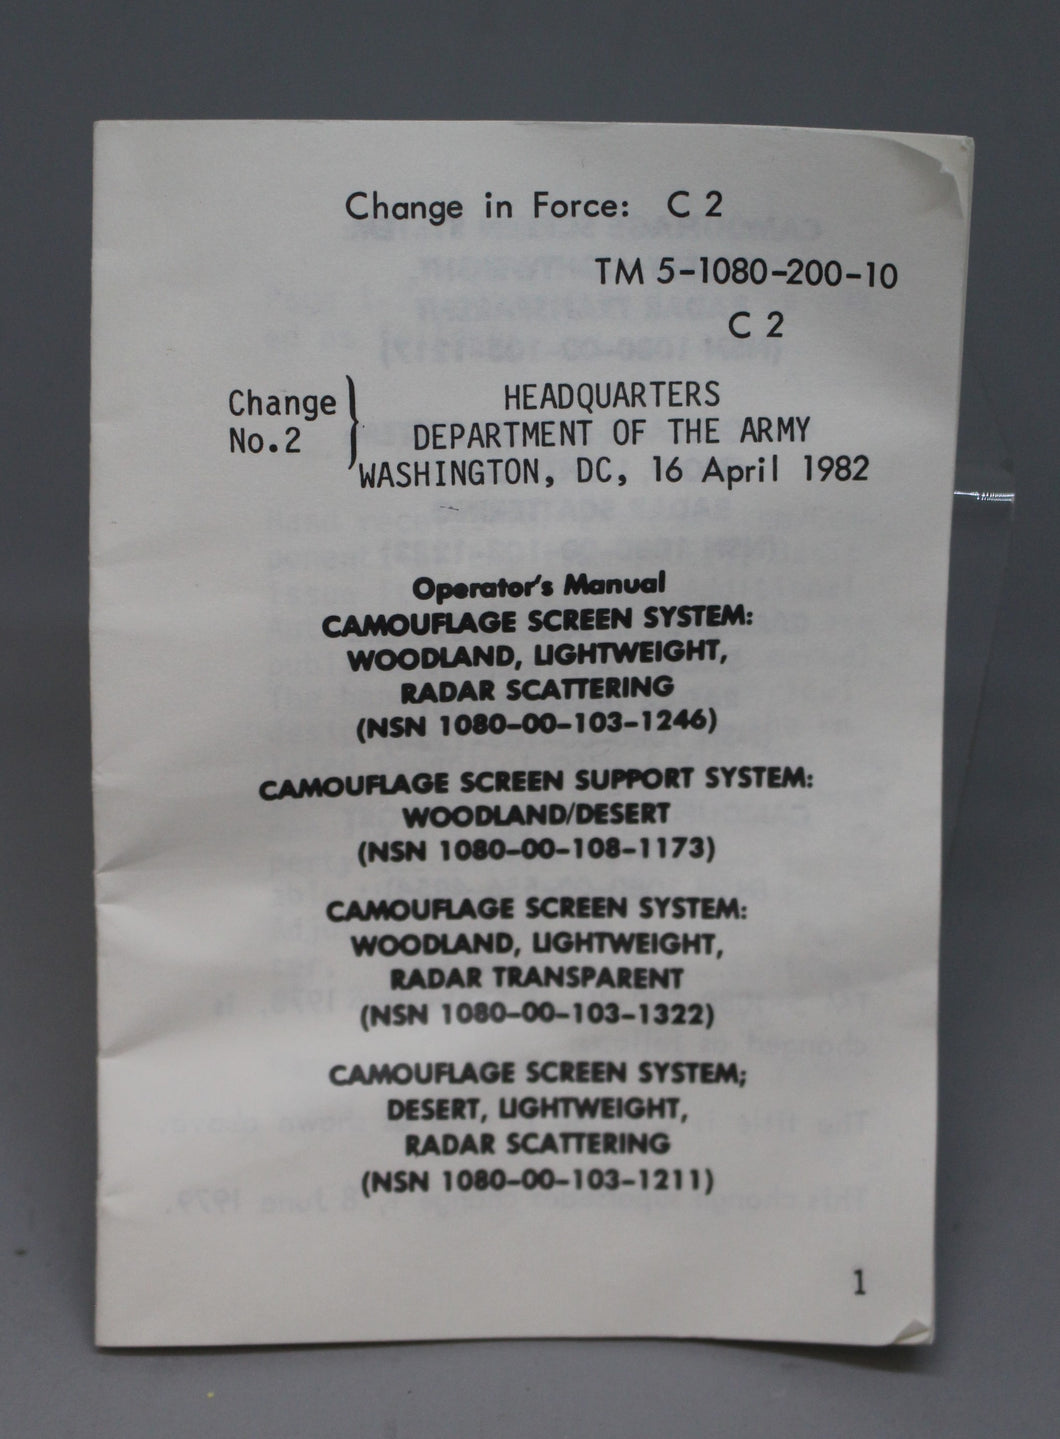 Change in Force: C 2
TM 5-1080-200-10
C 2
Change
No.2
HEADQUARTERS
DEPARTMENT OF THE ARMY
WASHINGTON, DC, 16 April 1982
Operator's Manual
CAMOUFLAGE SCREEN SYSTEM:
WOODLAND, LIGHTWEIGHT,
RADAR SCATTERING
(NSN 1080-00-103-1246)
CAMOUFLAGE SCREEN SUPPORT SYSTEM:
WOODLAND/DESERT
(NSN 1080-00-108-1173)
CAMOUFLAGE SCREEN SYSTEM:
WOODLAND, LIGHTWEIGHT,
RADAR TRANSPARENT
(NSN 1080-00-103-1322)
CAMOUFLAGE SCREEN SYSTEM;
DESERT, LIGHTWEIGHT,
RADAR SCATTERING
(NSN 1080-00-103-1211)
1